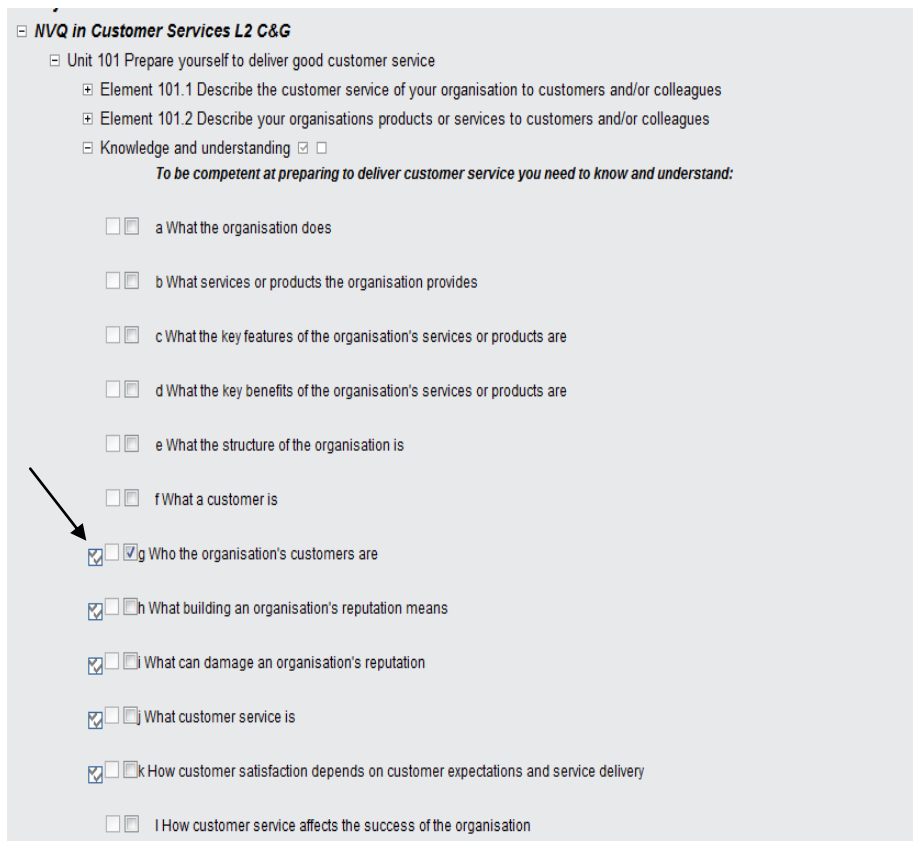 NVQ in Customer Services L2 C&G
Unit 101 Prepare yourself to deliver good customer service
Element 101.1 Describe the customer service of your organisation to customers and/or colleagues
Element 101.2 Describe your organisations products or services to customers and/or colleagues
Knowledge and understanding
To be competent at preparing to deliver customer service you need to know and understand:
a What the organisation does
b What services or products the organisation provides
c What the key features of the organisation's services or products are
d What the key benefits of the organisation's services or products are
e What the structure of the organisation is
f What a customer is
g Who the organisation's customers are
h What building an organisation's reputation means
i What can damage an organisation's reputation
j What customer service is
k How customer satisfaction depends on customer expectations and service delivery
l How customer service affects the success of the organisation